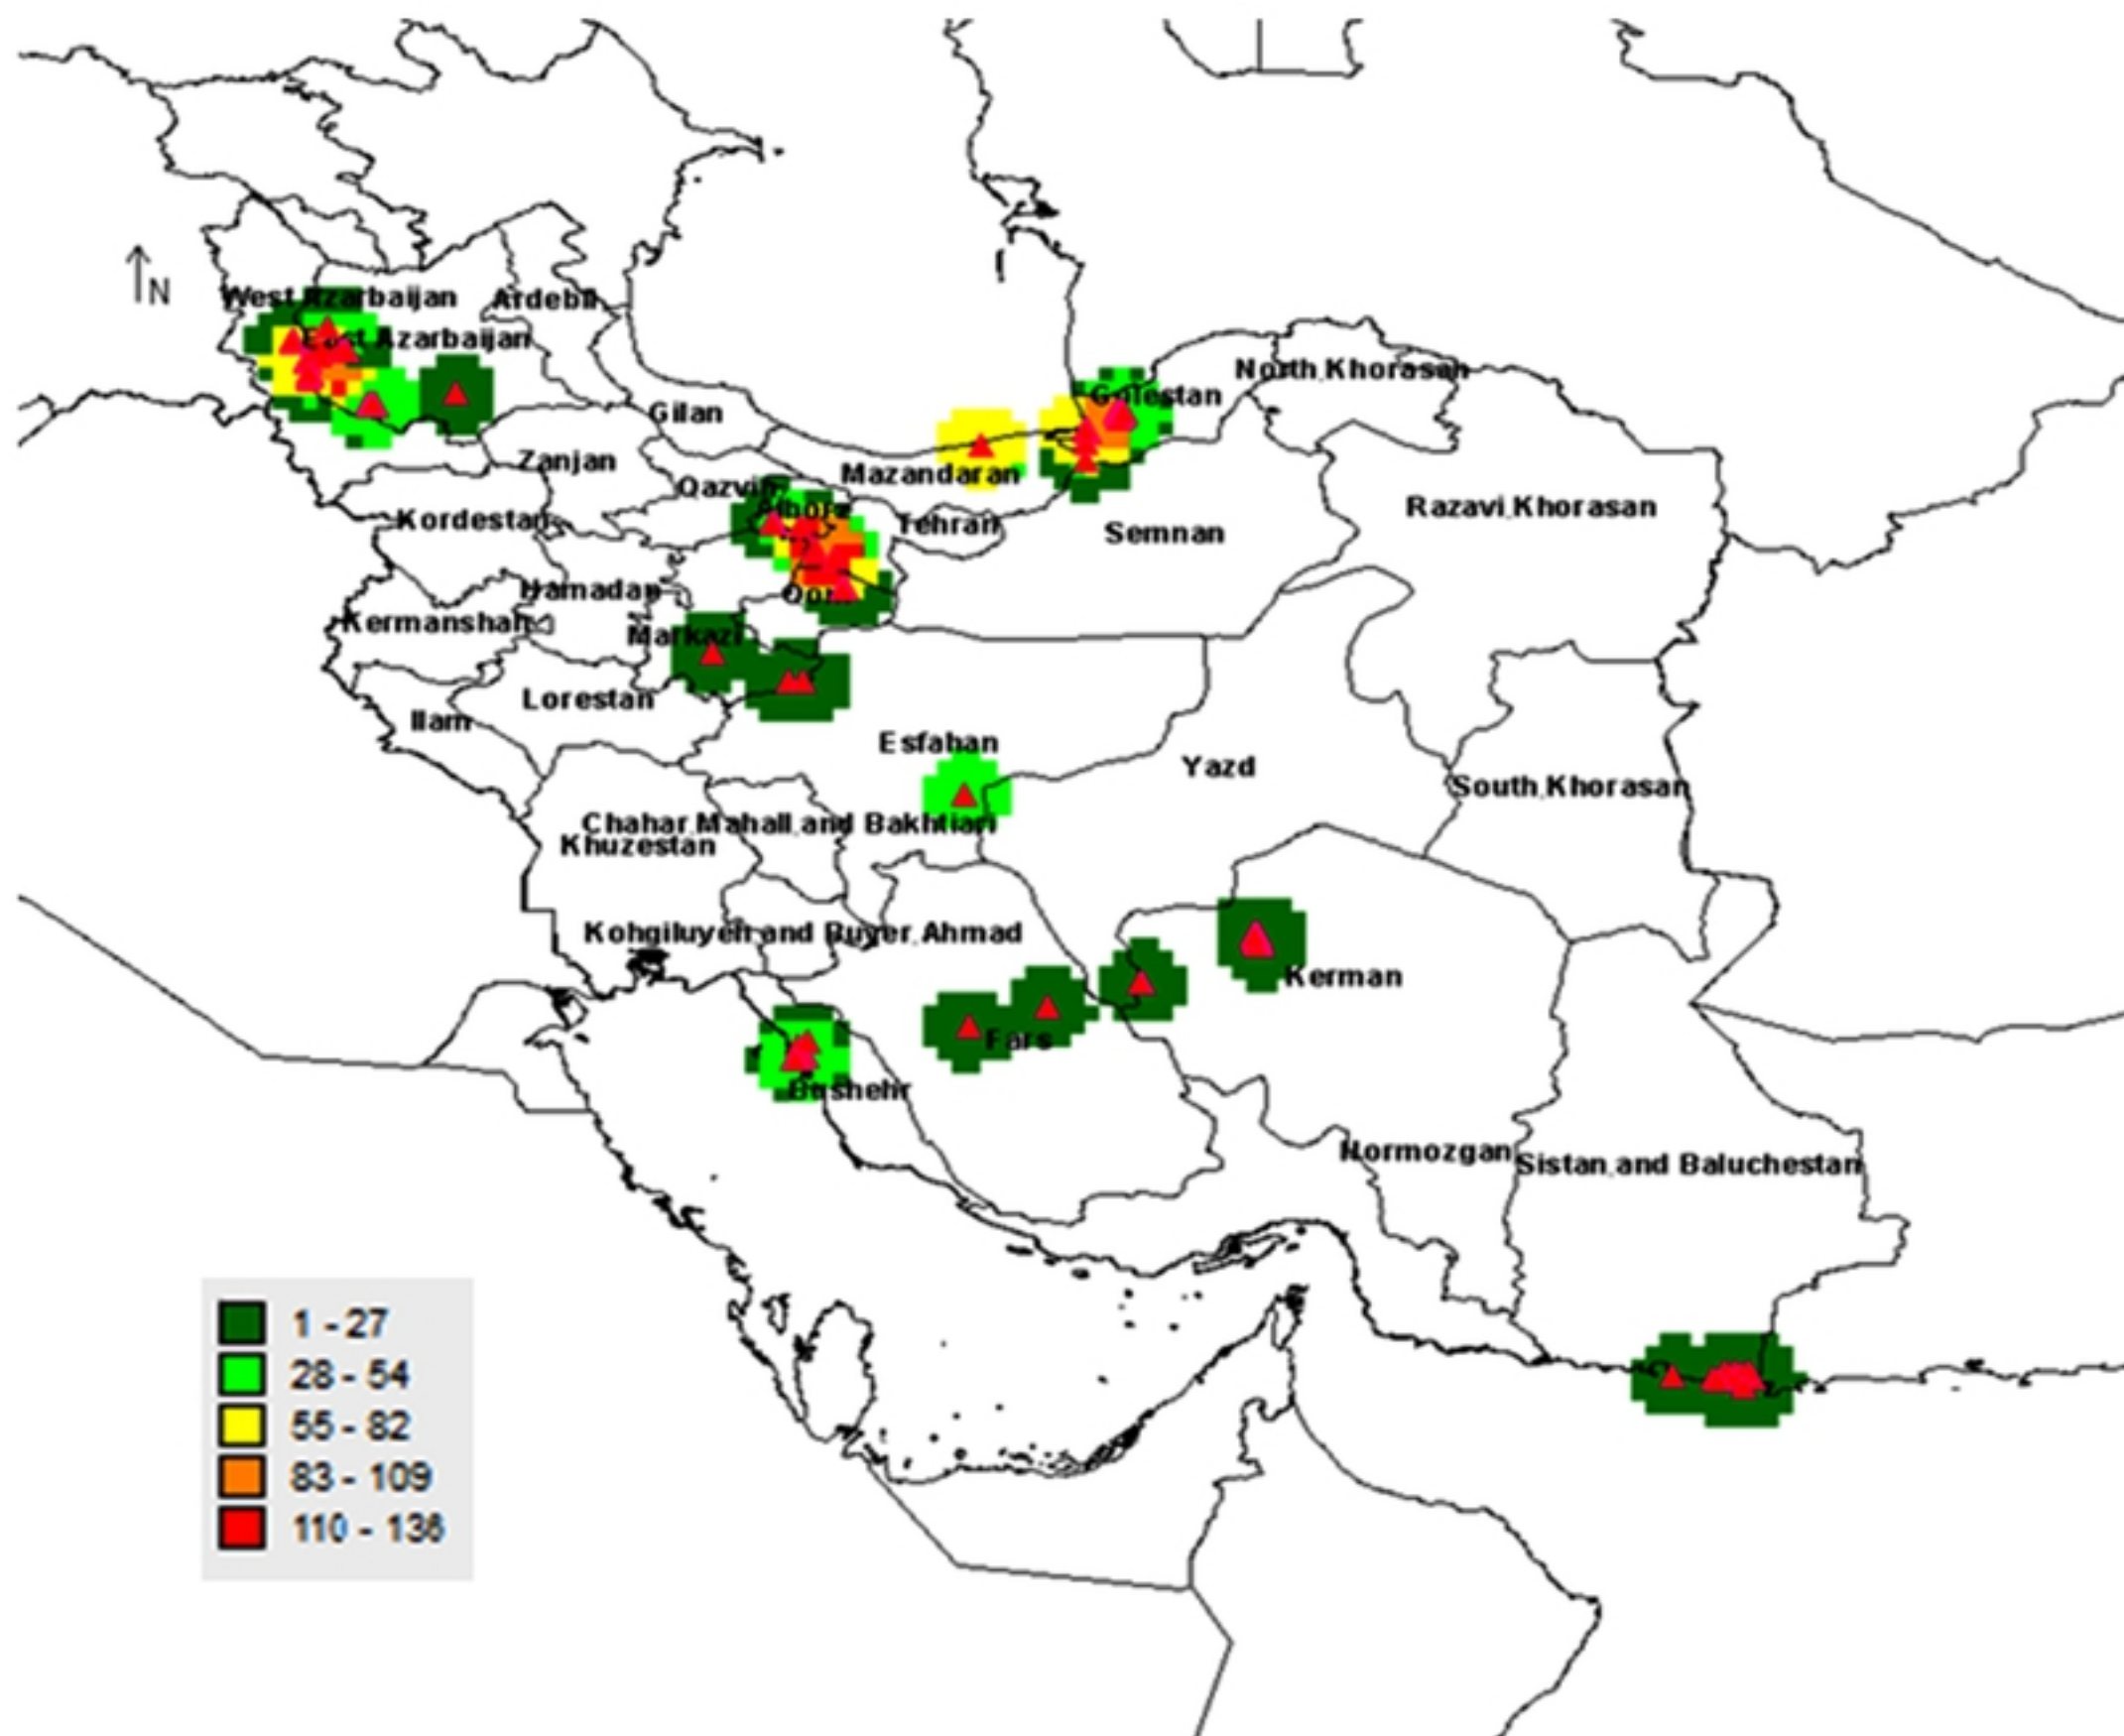 N
West Azarbaijan
Ardebil
East Azarbaijan
North Khorasan
Golestan
Gilan
Zanjan
Mazandaran
Qazvin
Alborz
Razavi Khorasan
Kordestan
Tehran
Semnan
Hamadan
Qom
Kermanshah
Markazi
Lorestan
Ilam
Esfahan
Yazd
South Khorasan
Chahar Mahall and Bakhtiari
Khuzestan
Kohgiluyeh and Buyer Ahmad
Kerman
Fars
Bushehr
Hormozgan
Sistan and Baluchestan
1 - 27
28 - 54
55 - 82
83 - 109
110 - 136